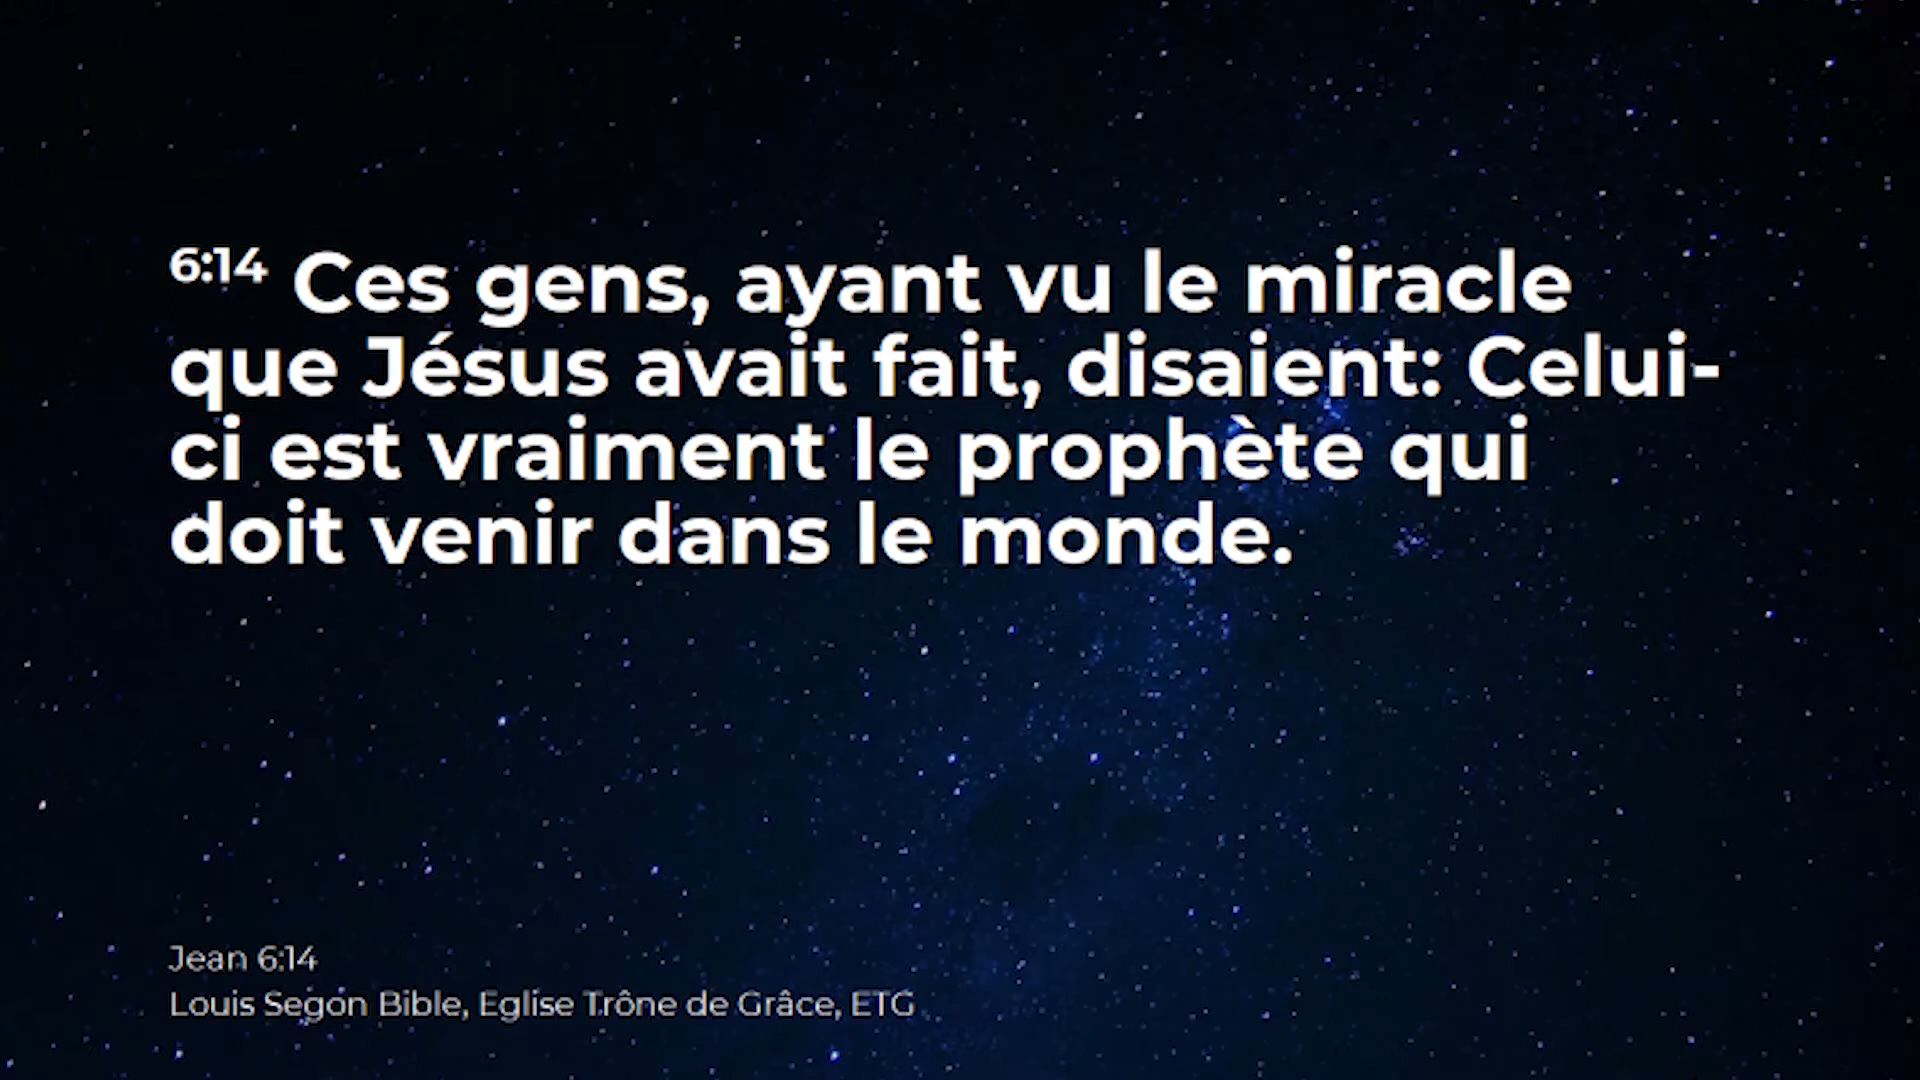 6:14 Ces gens, ayant vu le miracle
que Jésus avait fait, disaient: Celui-
ci est vraiment le prophète qui
doit venir dans le monde.
Jean 6:14
Louis Segon Bible, Eglise Trône de Grâce, ETG